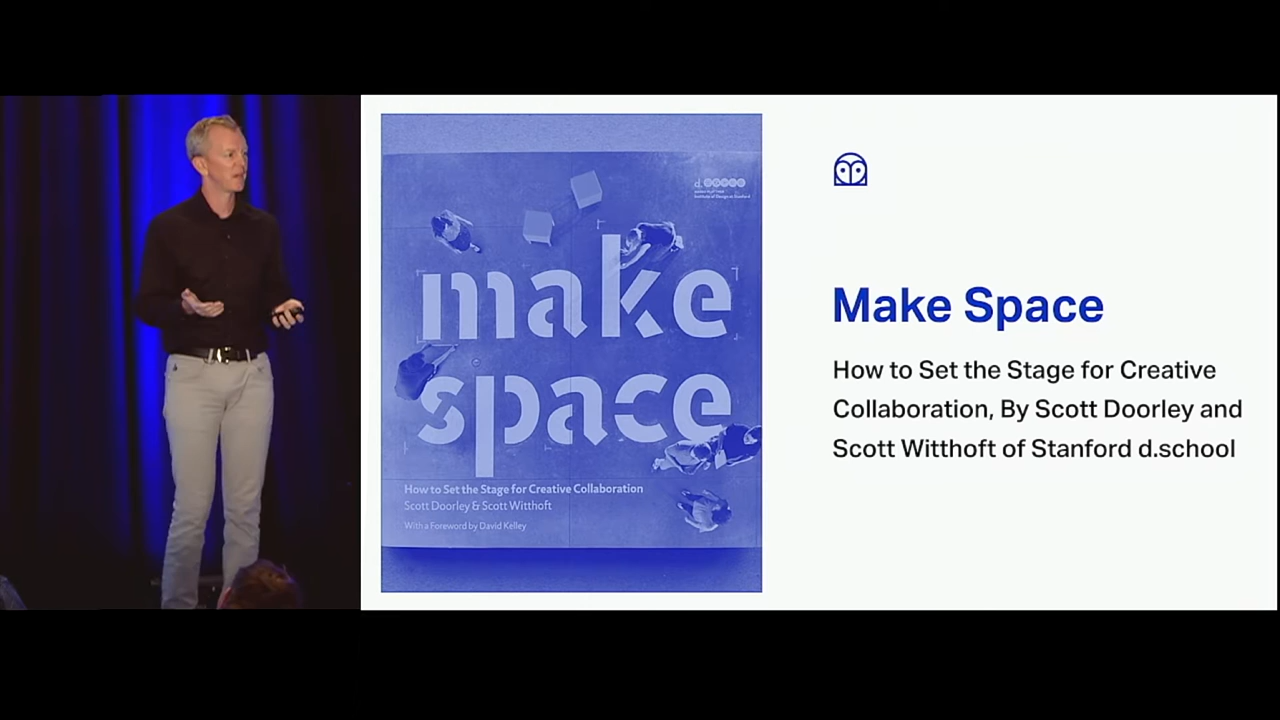 make
space
How to Set the Stage for Creative Collaboration
Scott Doorley & Scott Witthoft
With a Foreword by David Kelley
Make Space
How to Set the Stage for Creative
Collaboration, By Scott Doorley and
Scott Witthoft of Stanford d.school